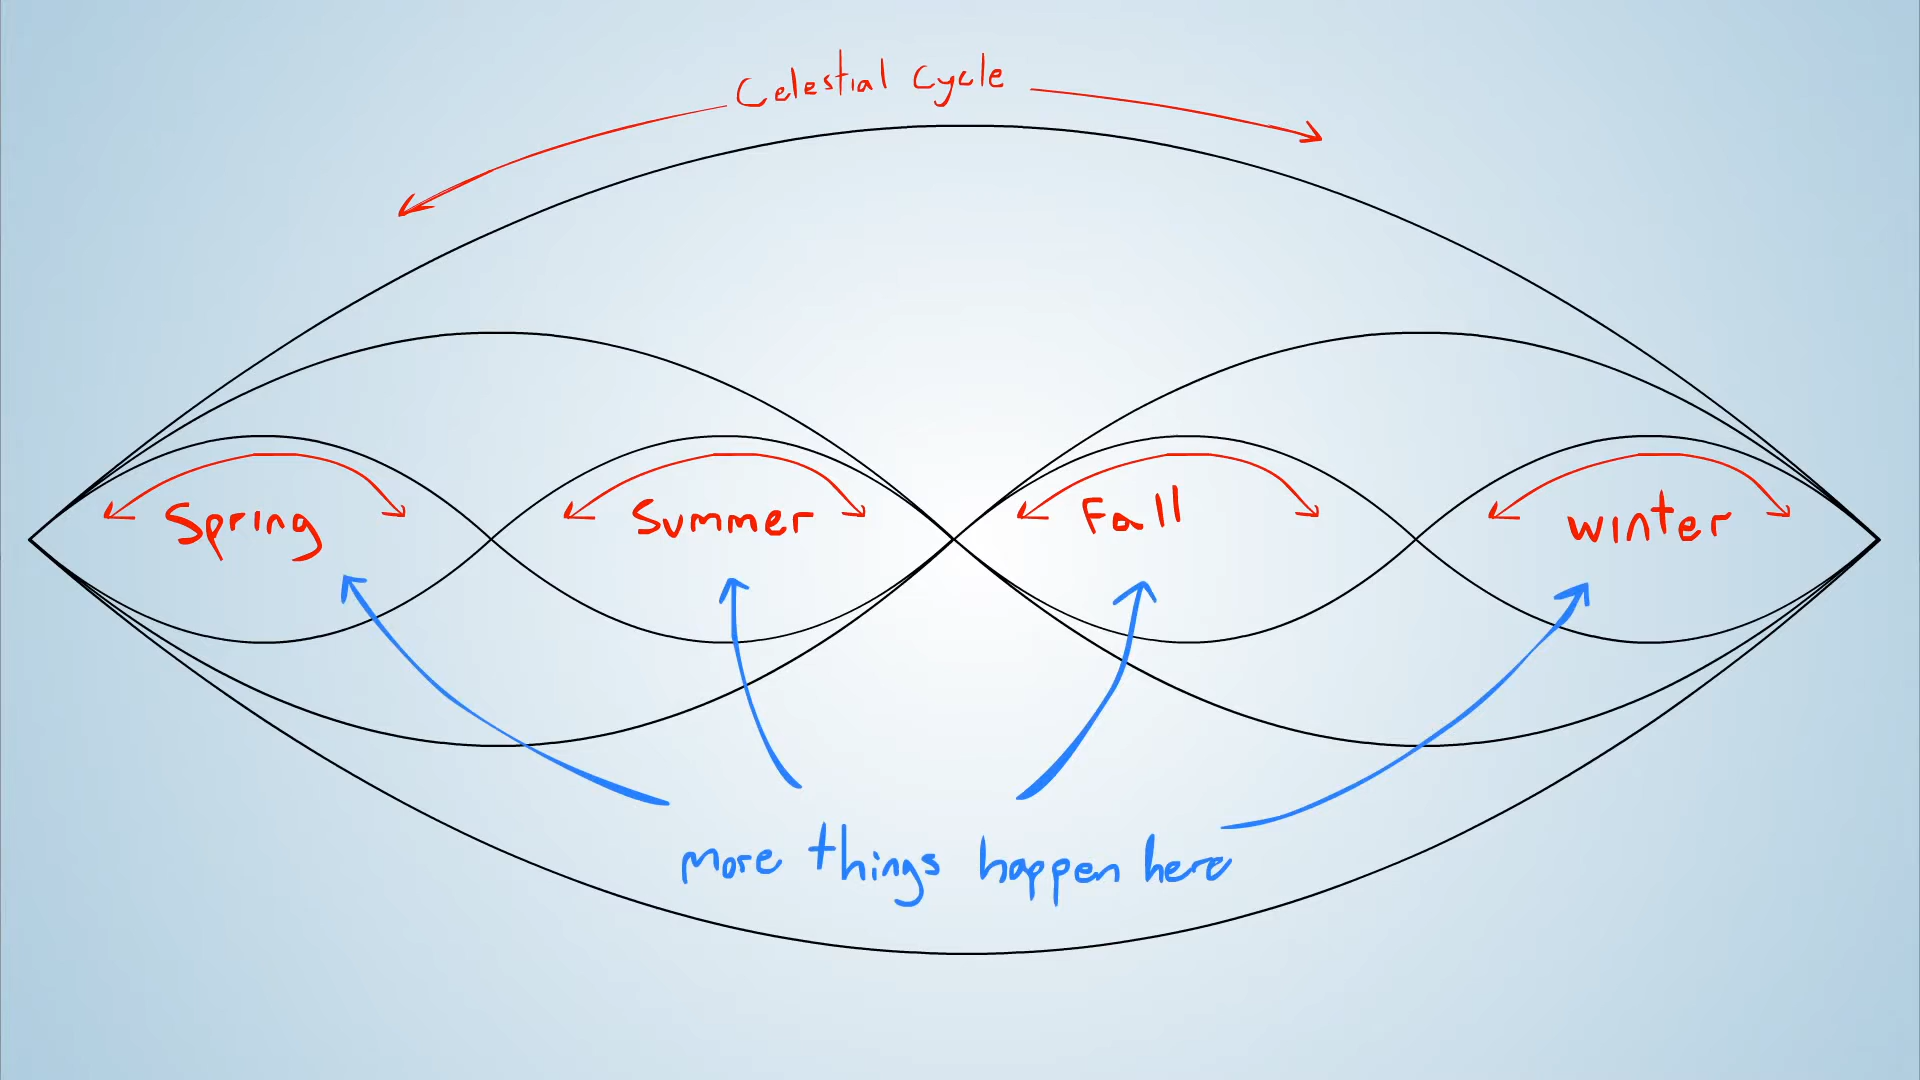 Celestial Cycle
Spring
Summer
Fall
winter
more things happen here